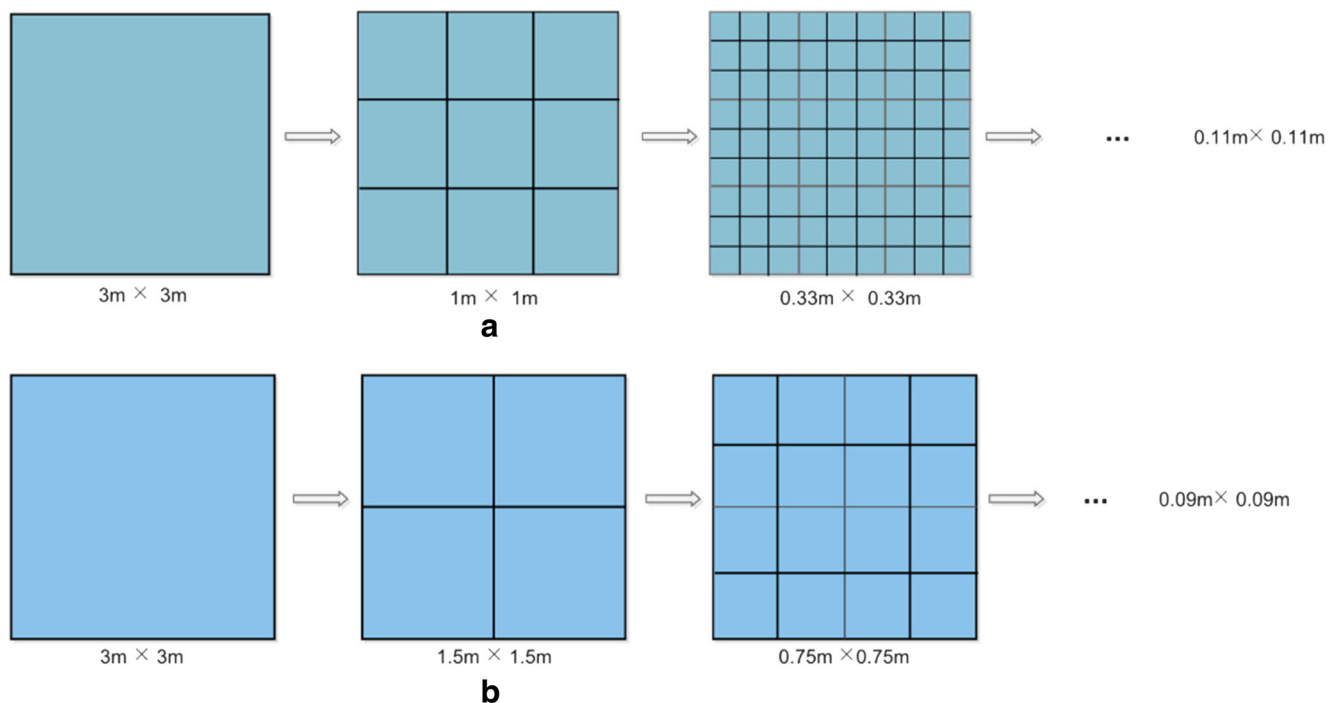 ... 0.11m× 0.11m
3m × 3m
1m × 1m
0.33m × 0.33m
a
... 0.09m× 0.09m
3m × 3m
1.5m × 1.5m
0.75m ×0.75m
b